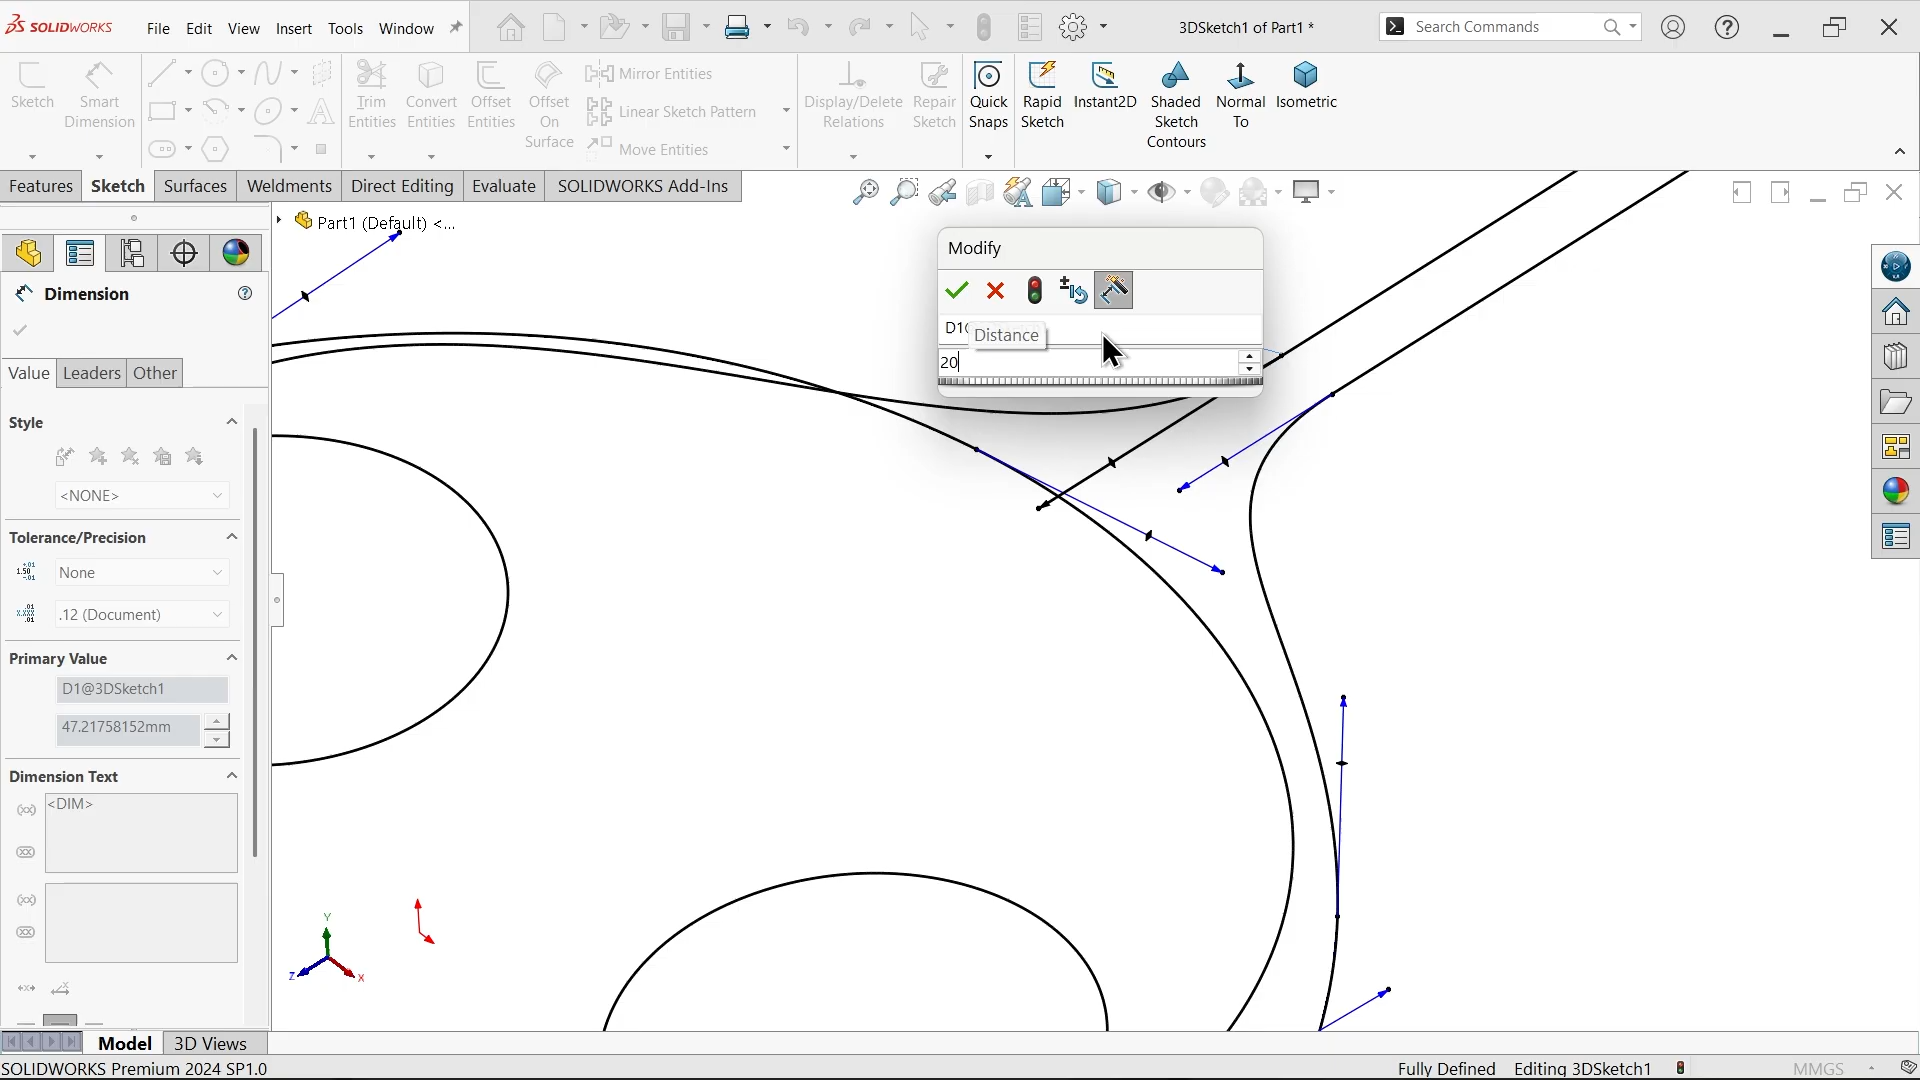 SOLIDWORKS File Edit View Insert Tools Window
3DSketch1 of Part1 *
Search Commands
Sketch
Smart
Dimension
Trim
Entities
Convert
Entities
Offset
Entities
Offset
On
Surface
Mirror Entities
Linear Sketch Pattern
Move Entities
Display/Delete
Relations
Repair
Sketch
Quick
Snaps
Rapid
Sketch
Instant2D
Shaded
Sketch
Contours
Normal
To
Isometric
Features Sketch Surfaces Weldments Direct Editing Evaluate SOLIDWORKS Add-Ins
Part1 (Default) <...
Dimension
Value Leaders Other
Style
<NONE>
Tolerance/Precision
None
.12 (Document)
Primary Value
D1@3DSketch1
47.21758152mm
Dimension Text
<DIM>
Modify
D1@
Distance
20
Y
Z
X
Model 3D Views
SOLIDWORKS Premium 2024 SP1.0
Fully Defined Editing 3DSketch1
MMGS